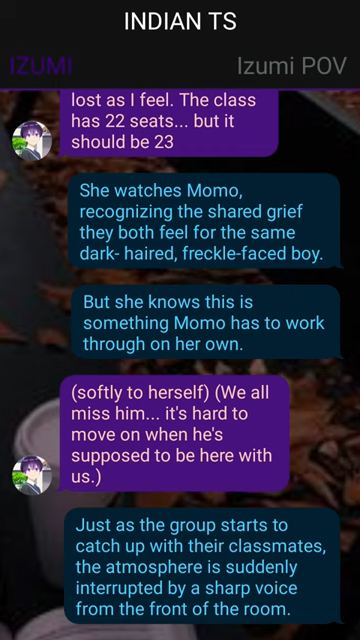 INDIAN TS
IZUMI
Izumi POV
lost as I feel. The class
has 22 seats... but it
should be 23
She watches Momo,
recognizing the shared grief
they both feel for the same
dark- haired, freckle-faced boy.
But she knows this is
something Momo has to work
through on her own.
(softly to herself) (We all
miss him... it's hard to
move on when he's
supposed to be here with
us.)
Just as the group starts to
catch up with their classmates,
the atmosphere is suddenly
interrupted by a sharp voice
from the front of the room.